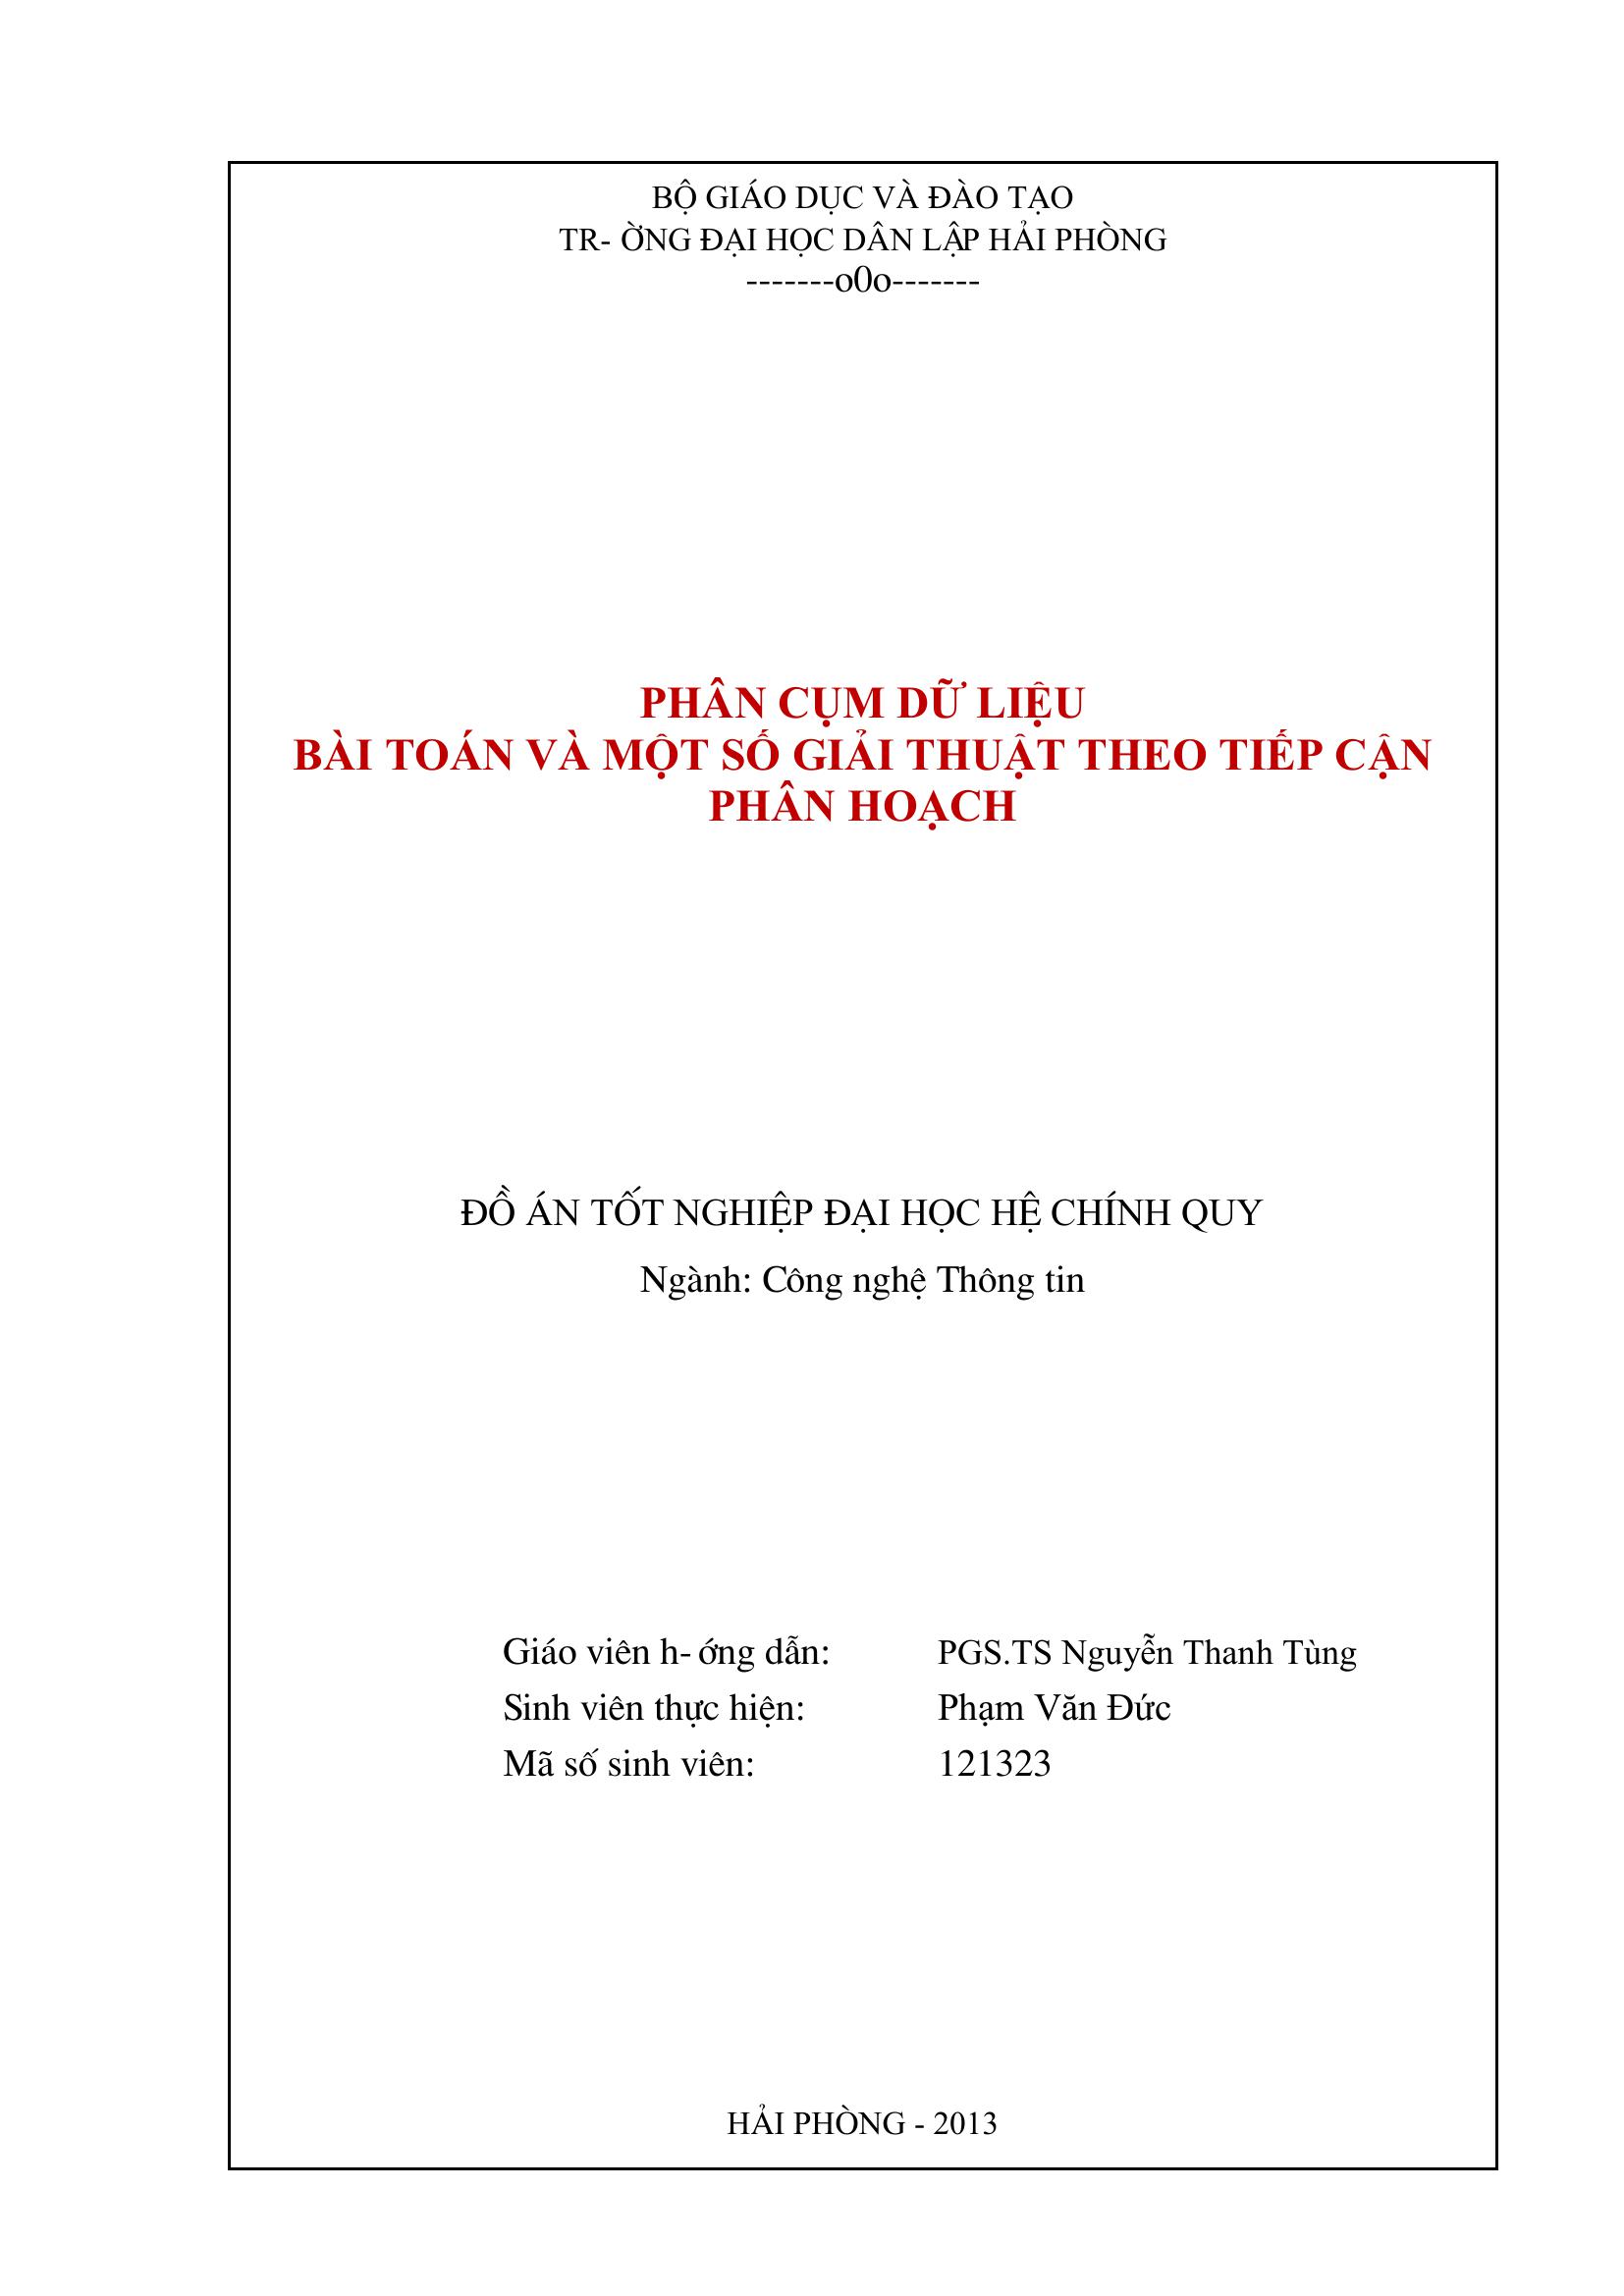 BỘ GIÁO DỤC VÀ ĐÀO TẠO
TR- ỜNG ĐẠI HỌC DÂN LẬP HẢI PHÒNG
-------o0o-------
PHÂN CỤM DỮ LIỆU
BÀI TOÁN VÀ MỘT SỐ GIẢI THUẬT THEO TIẾP CẬN
PHÂN HOẠCH
ĐỒ ÁN TỐT NGHIỆP ĐẠI HỌC HỆ CHÍNH QUY
Ngành: Công nghệ Thông tin
Giáo viên h- ớng dẫn: PGS.TS Nguyễn Thanh Tùng
Sinh viên thực hiện: Phạm Văn Đức
Mã số sinh viên: 121323
HẢI PHÒNG - 2013